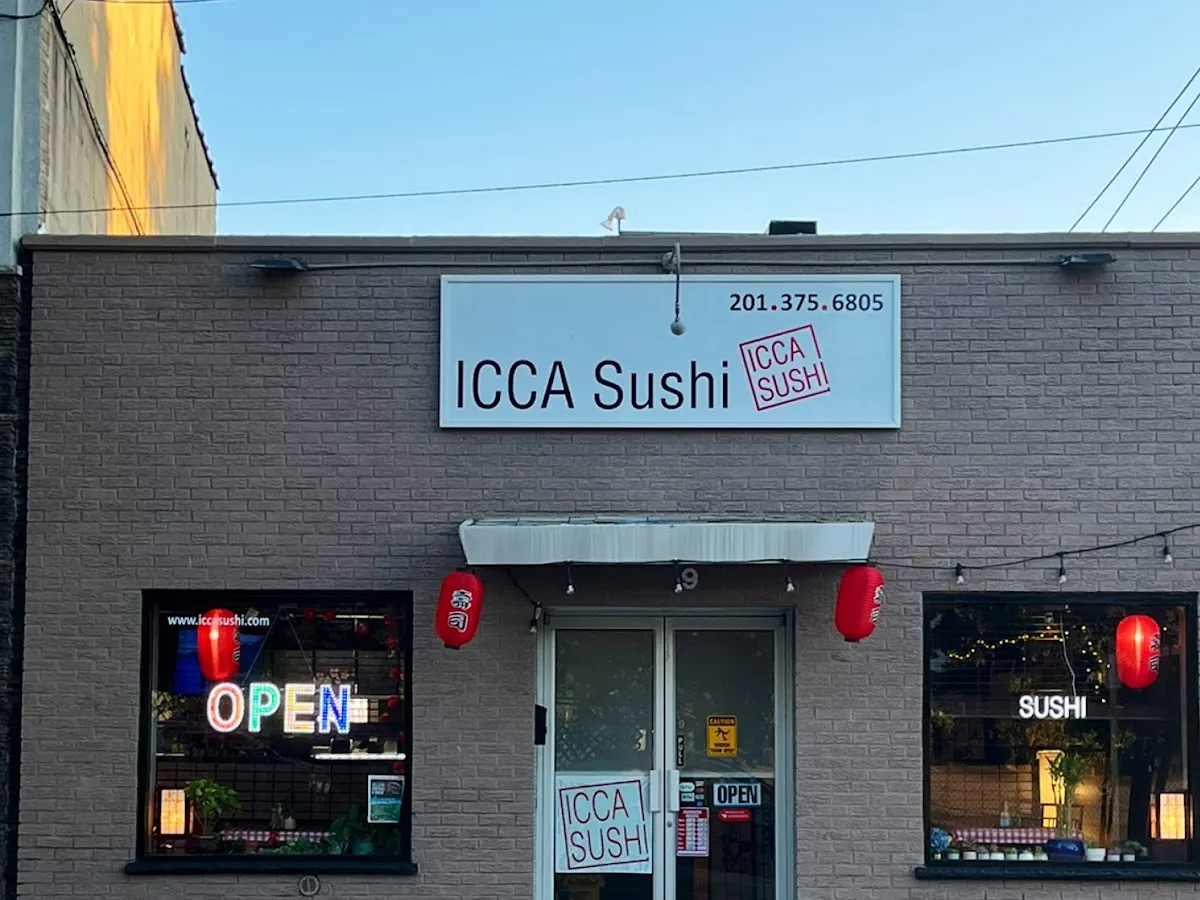 201.375.6805
ICCA Sushi
ICCA
SUSHI
9
寿司
www.iccasushi.com
OPEN
SUSHI
CAUTION
PULL
OPEN
ICCA
SUSHI